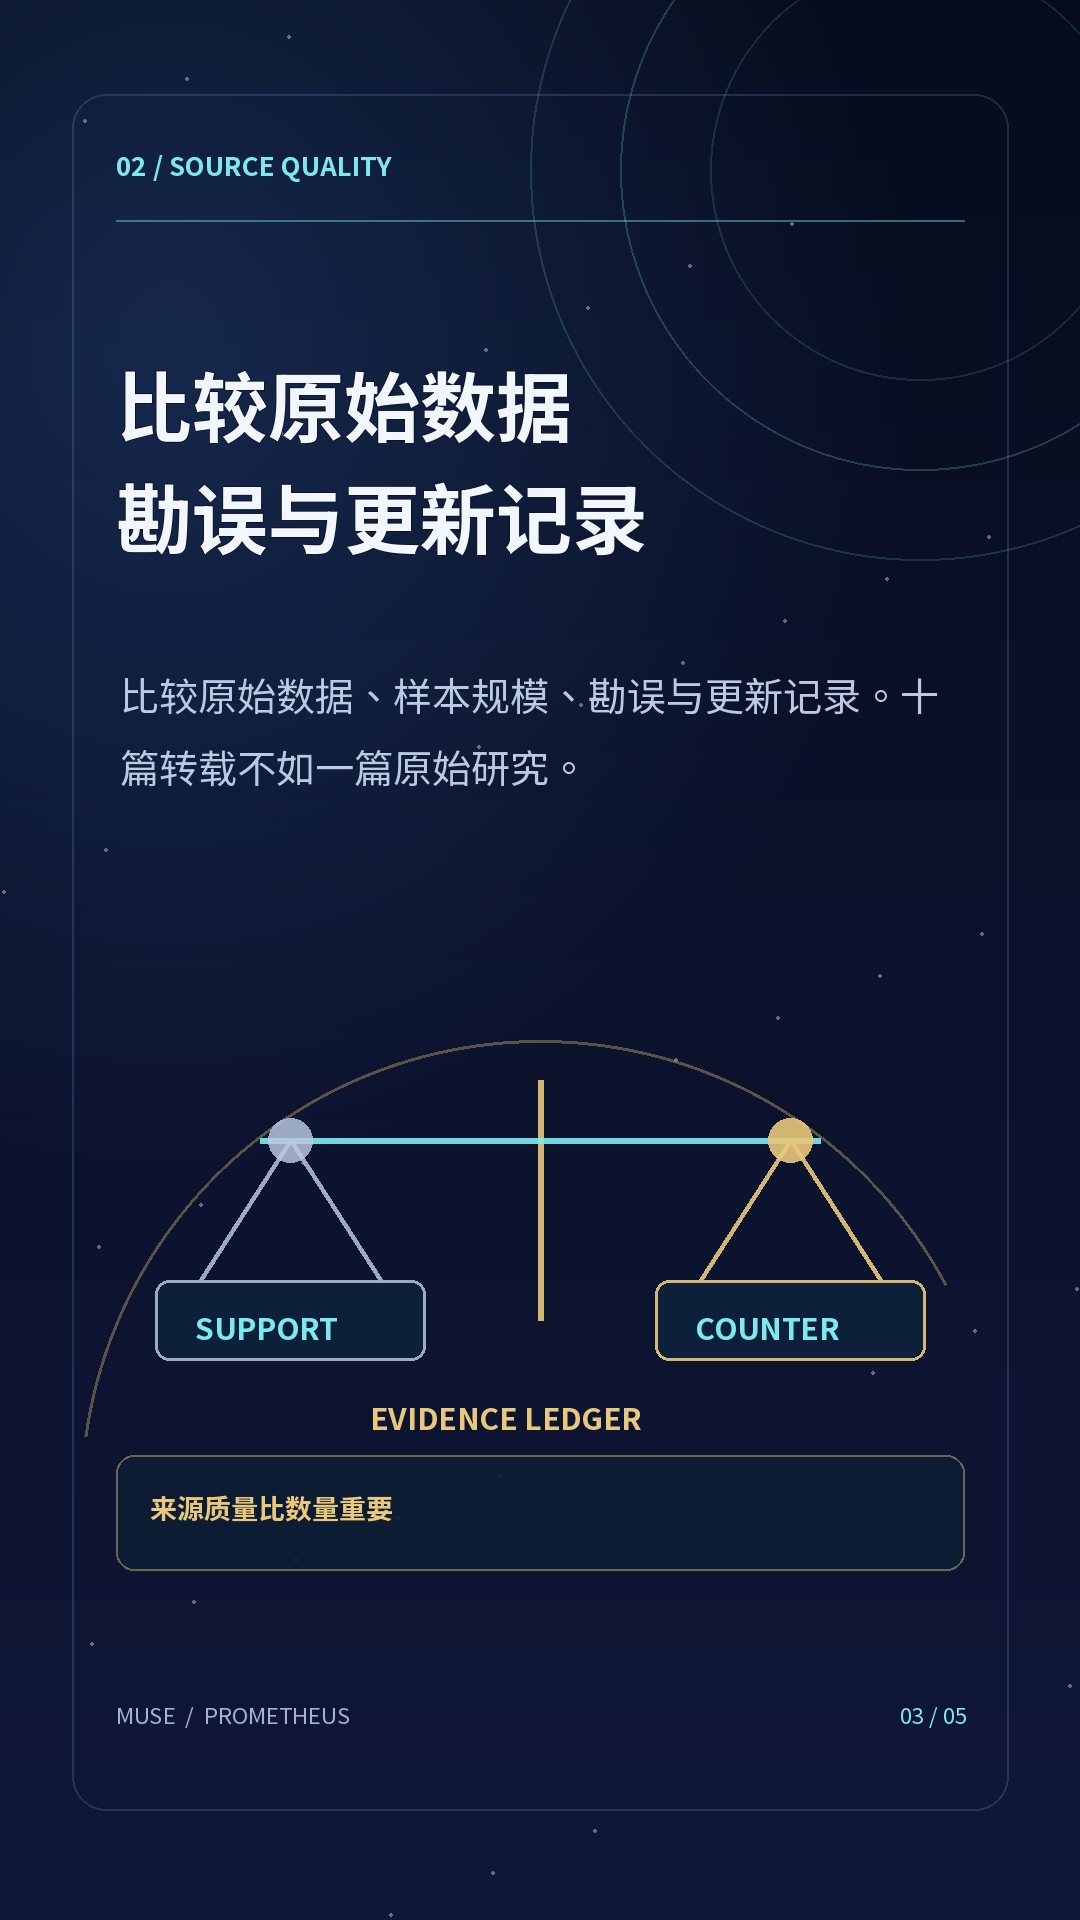 02 / SOURCE QUALITY
比较原始数据
勘误与更新记录
比较原始数据、样本规模、勘误与更新记录。十
篇转载不如一篇原始研究。
SUPPORT
COUNTER
EVIDENCE LEDGER
来源质量比数量重要
MUSE / PROMETHEUS
03 / 05